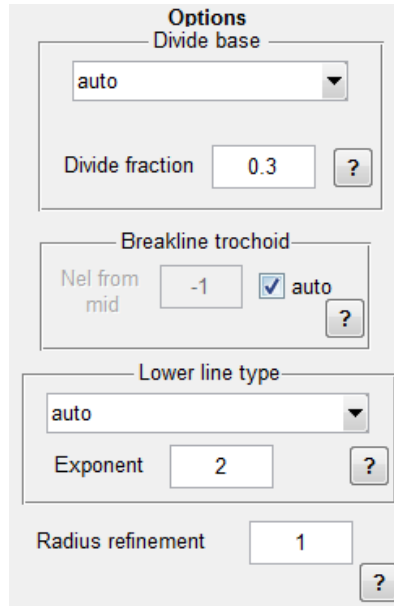 Options
Divide base
auto
Divide fraction 0.3 ?
Breakline trochoid
Nel from
mid
-1 auto
?
Lower line type
auto
Exponent 2 ?
Radius refinement 1
?